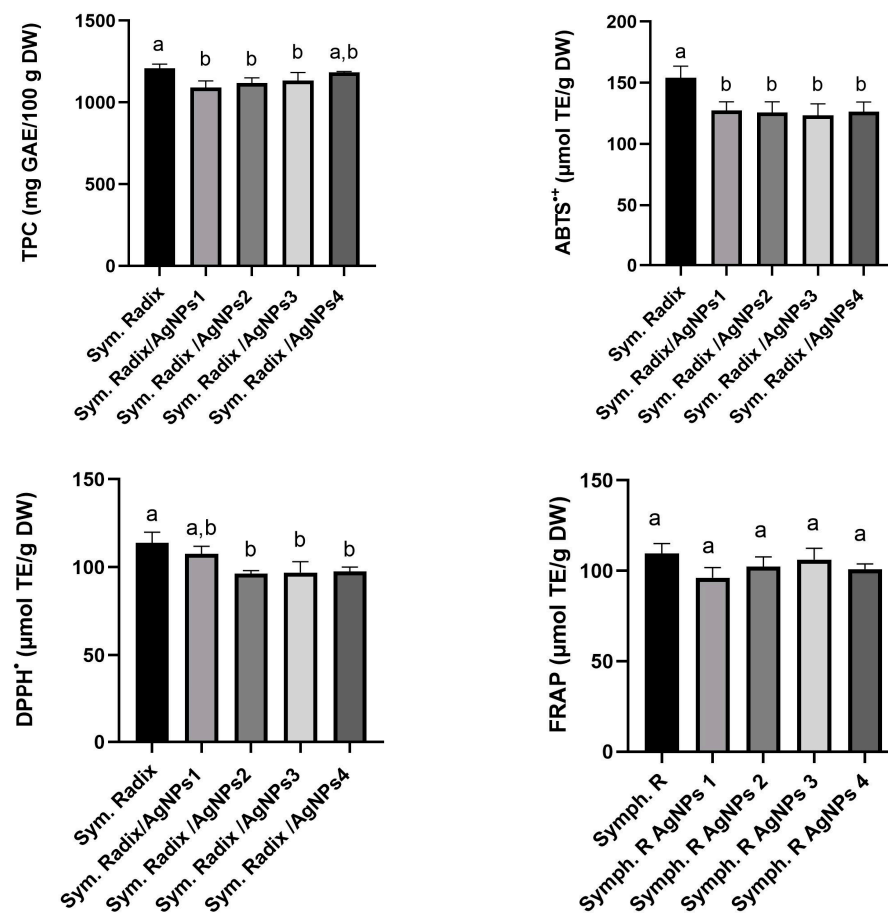 TPC (mg GAE/100 g DW)
1500
1000
500
0
a
b
b
b
a,b
Sym. Radix
Sym. Radix/AgNPs1
Sym. Radix /AgNPs2
Sym. Radix /AgNPs3
Sym. Radix /AgNPs4
ABTS•+ (µmol TE/g DW)
200
150
100
50
0
a
b
b
b
b
Sym. Radix
Sym. Radix/AgNPs1
Sym. Radix /AgNPs2
Sym. Radix /AgNPs3
Sym. Radix /AgNPs4
DPPH• (µmol TE/g DW)
150
100
50
0
a
a,b
b
b
b
Sym. Radix
Sym. Radix/AgNPs1
Sym. Radix /AgNPs2
Sym. Radix /AgNPs3
Sym. Radix /AgNPs4
FRAP (µmol TE/g DW)
150
100
50
0
a
a
a
a
a
Symph. R
Symph. R AgNPs 1
Symph. R AgNPs 2
Symph. R AgNPs 3
Symph. R AgNPs 4